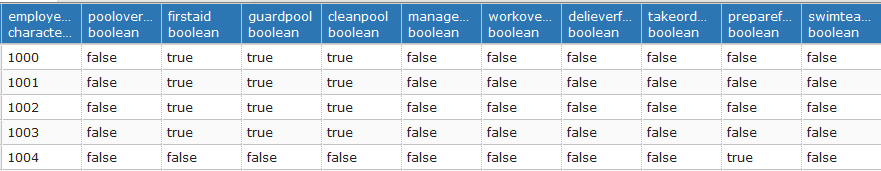 employe... poolover... firstaid guardpool cleanpool manage... workove... delieverf... takeord... preparef... swimtea...
characte... boolean boolean boolean boolean boolean boolean boolean boolean boolean boolean
1000 false true true true false false false false false false
1001 false true true true false false false false false false
1002 false true true true false false false false false false
1003 false true true true false false false false false false
1004 false false false false false false false false true false